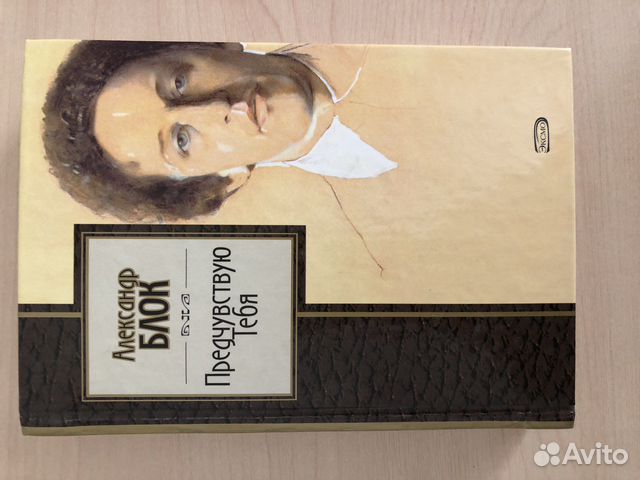 Александр
БЛОК
Предчувствую
Тебя
ЭКСМО
Avito